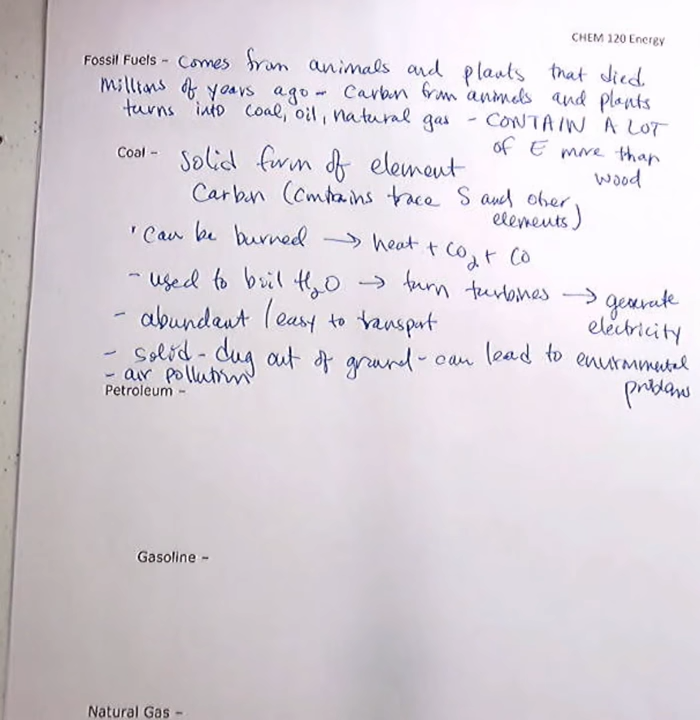 CHEM 120 Energy
Fossil Fuels - Comes from animals and plants that died
Millions of years ago - Carbon from animals and plants
turns into coal, oil, natural gas - CONTAIN A LOT
of E more than
wood
Coal - Solid form of element
Carbon (contains trace S and other
elements)
• Can be burned → heat + CO2 + CO
- used to boil H2O → turn turbines → generate
electricity
- abundant / easy to transport
- solid - dug out of ground - can lead to environmental
problems
- air pollution
Petroleum -
Gasoline -
Natural Gas -